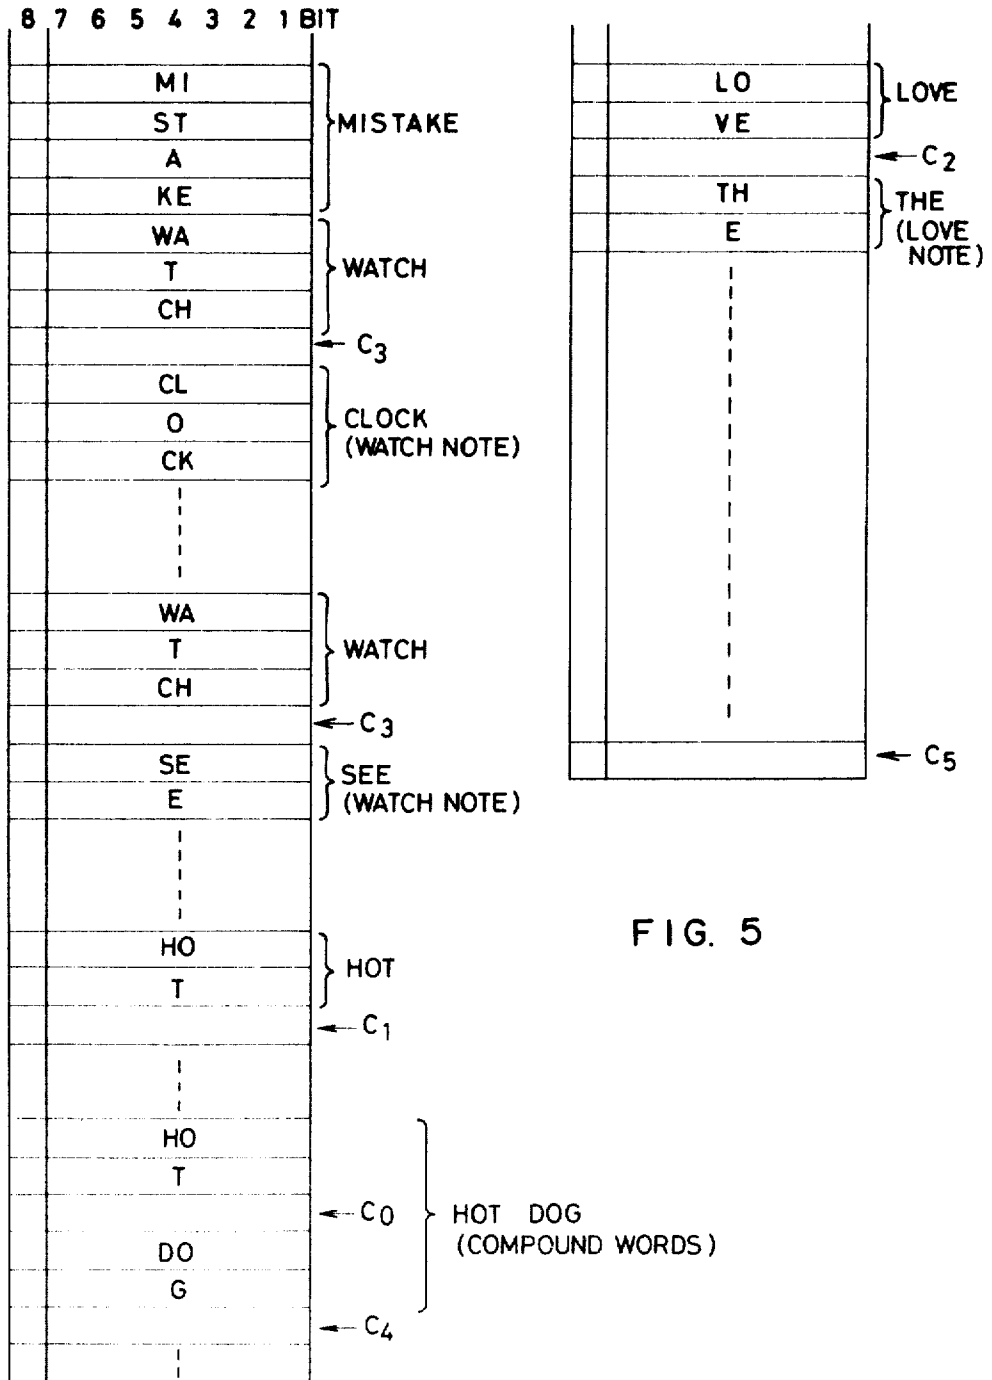 8 7 6 5 4 3 2 1 BIT
MI
ST
A
KE
MISTAKE
WA
T
CH
WATCH
C3
CL
O
CK
CLOCK
(WATCH NOTE)
WA
T
CH
WATCH
C3
SE
E
SEE
(WATCH NOTE)
HO
T
HOT
C1
HO
T
C0
DO
G
HOT DOG
(COMPOUND WORDS)
C4
LO
VE
LOVE
C2
TH
E
THE
(LOVE
NOTE)
C5
FIG. 5